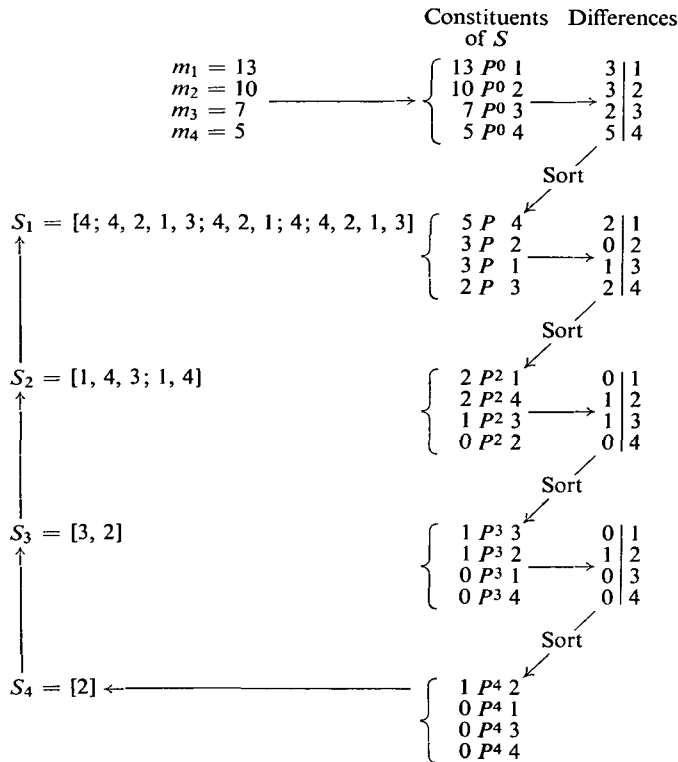 Constituents Differences
of S
m₁ = 13 13 P⁰ 1 3 | 1
m₂ = 10 10 P⁰ 2 3 | 2
m₃ = 7 7 P⁰ 3 2 | 3
m₄ = 5 5 P⁰ 4 5 | 4
Sort
S₁ = [4; 4, 2, 1, 3; 4, 2, 1; 4; 4, 2, 1, 3] 5 P 4 2 | 1
3 P 2 0 | 2
3 P 1 1 | 3
2 P 3 2 | 4
Sort
S₂ = [1, 4, 3; 1, 4] 2 P² 1 0 | 1
2 P² 4 1 | 2
1 P² 3 1 | 3
0 P² 2 0 | 4
Sort
S₃ = [3, 2] 1 P³ 3 0 | 1
1 P³ 2 1 | 2
0 P³ 1 0 | 3
0 P³ 4 0 | 4
Sort
S₄ = [2] 1 P⁴ 2
0 P⁴ 1
0 P⁴ 3
0 P⁴ 4